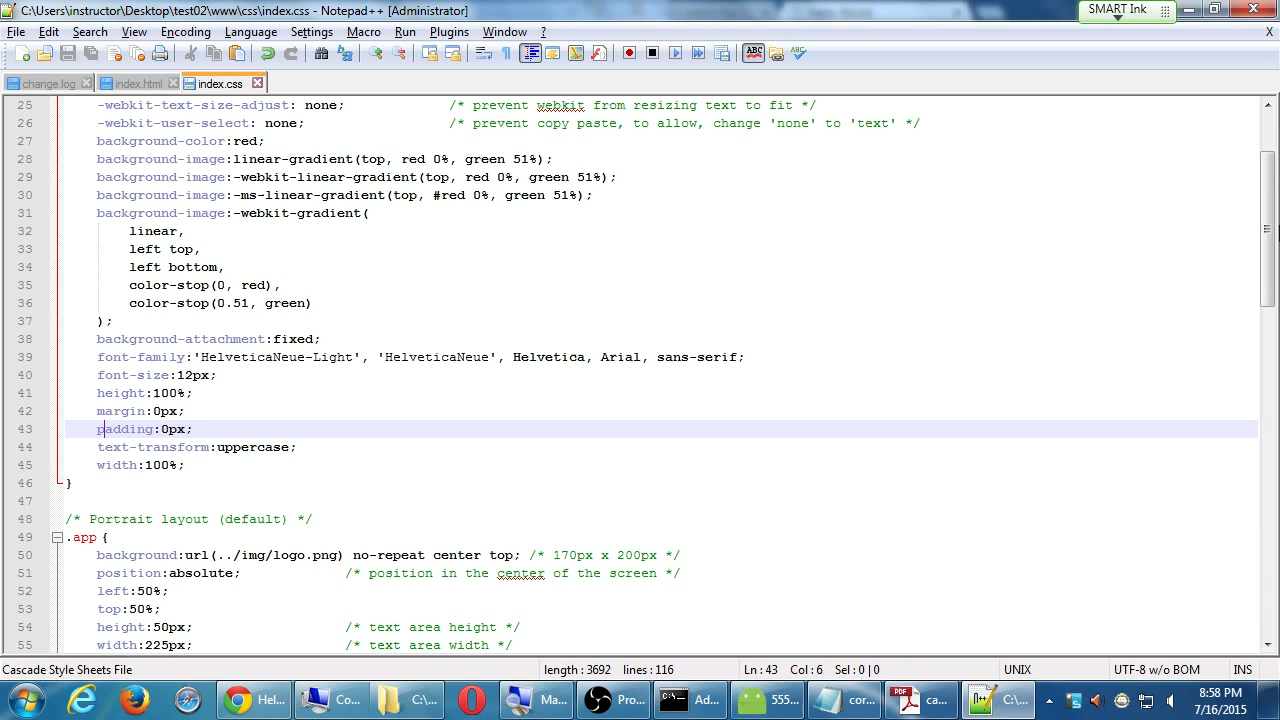 C:\Users\instructor\Desktop\test02\www\css\index.css - Notepad++ [Administrator]
SMART Ink
File Edit Search View Encoding Language Settings Macro Run Plugins Window ? X
change.log index.html index.css
25 -webkit-text-size-adjust: none; /* prevent webkit from resizing text to fit */
26 -webkit-user-select: none; /* prevent copy paste, to allow, change 'none' to 'text' */
27 background-color:red;
28 background-image:linear-gradient(top, red 0%, green 51%);
29 background-image:-webkit-linear-gradient(top, red 0%, green 51%);
30 background-image:-ms-linear-gradient(top, #red 0%, green 51%);
31 background-image:-webkit-gradient(
32 linear,
33 left top,
34 left bottom,
35 color-stop(0, red),
36 color-stop(0.51, green)
37 );
38 background-attachment:fixed;
39 font-family:'HelveticaNeue-Light', 'HelveticaNeue', Helvetica, Arial, sans-serif;
40 font-size:12px;
41 height:100%;
42 margin:0px;
43 padding:0px;
44 text-transform:uppercase;
45 width:100%;
46 }
47
48 /* Portrait layout (default) */
49 .app {
50 background:url(../img/logo.png) no-repeat center top; /* 170px x 200px */
51 position:absolute; /* position in the center of the screen */
52 left:50%;
53 top:50%;
54 height:50px; /* text area height */
55 width:225px; /* text area width */
Cascade Style Sheets File length : 3692 lines : 116 Ln : 43 Col : 6 Sel : 0 | 0 UNIX UTF-8 w/o BOM INS
Hel... Co... C:\... Ma... Pro... Ad... 555... cor... ca... C:\... 8:58 PM
7/16/2015